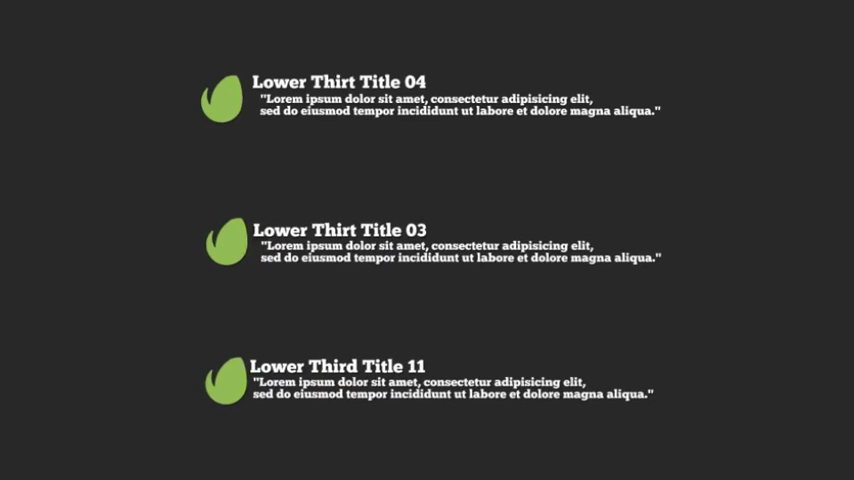 Lower Thirt Title 04
"Lorem ipsum dolor sit amet, consectetur adipisicing elit,
sed do eiusmod tempor incididunt ut labore et dolore magna aliqua."
Lower Thirt Title 03
"Lorem ipsum dolor sit amet, consectetur adipisicing elit,
sed do eiusmod tempor incididunt ut labore et dolore magna aliqua."
Lower Third Title 11
"Lorem ipsum dolor sit amet, consectetur adipisicing elit,
sed do eiusmod tempor incididunt ut labore et dolore magna aliqua."